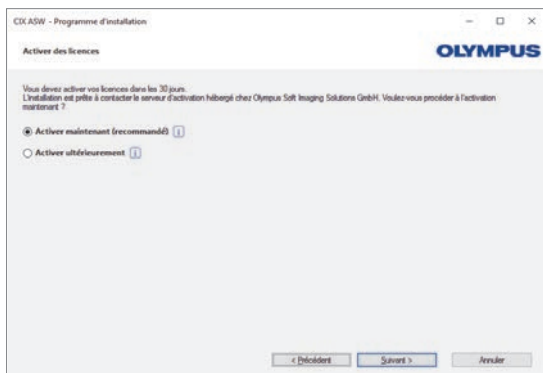 CIX ASW - Programme d'installation
Activer des licences
OLYMPUS
Vous devez activer vos licences dans les 30 jours.
L'installation est prête à contacter le serveur d'activation hébergé chez Olympus Soft Imaging Solutions GmbH. Voulez-vous procéder à l'activation
maintenant ?
Activer maintenant (recommandé)
Activer ultérieurement
< Précédent
Suivant >
Annuler